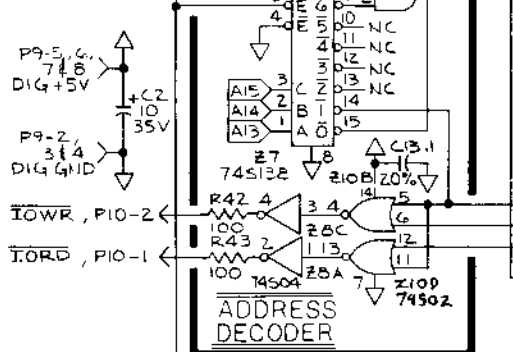 E 6
4 E 5 10 NC
4 11 NC
3 12 NC
A15 3 C 2 13 NC
A14 2 B 1 14
A13 1 A 0 15
8
P9-5, 6,
7 & 8
DIG +5V
+ C2
10
35V
P9-2,
3 & 4
DIG GND
Z7
74S138
C13.1
Z10B
20%
14
IOWR, P10-2
R42
100
4 3
Z8C
4 5
6
IORD, P10-1
R43
100
2 1
Z8A
74S04
13 12
11
7
Z10D
74S02
ADDRESS
DECODER